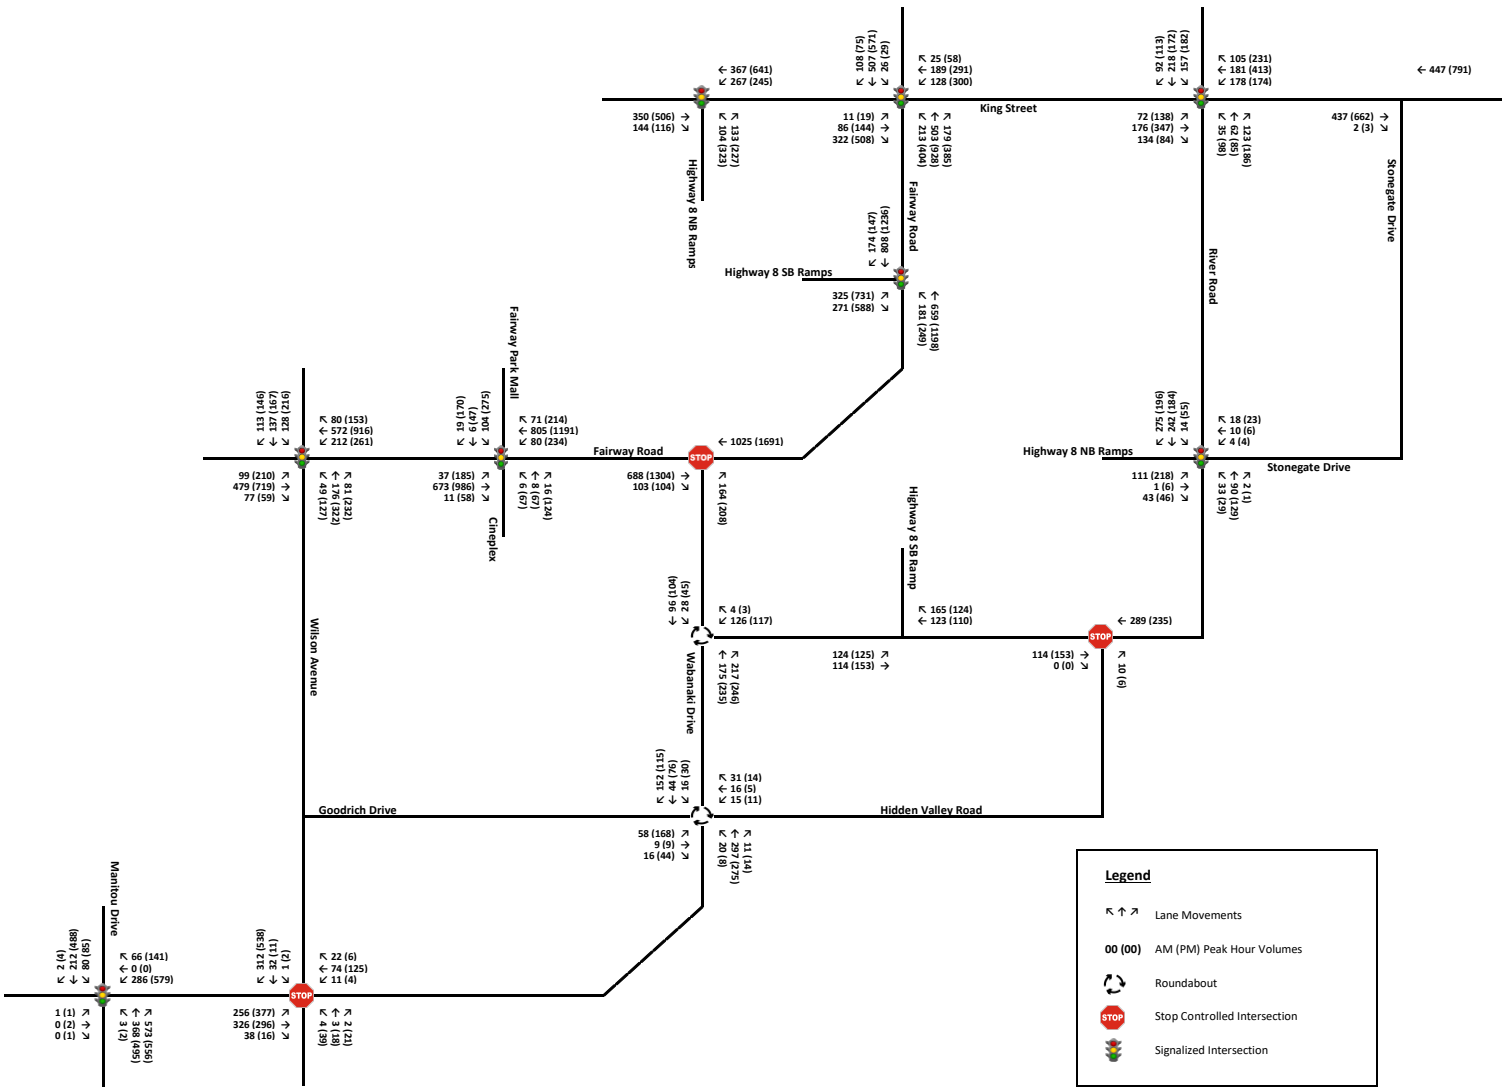 ← 367 (641)
↙ 267 (245)
350 (506) →
144 (116) ↘
↖ 104 (323)
↗ 133 (227)
Highway 8 NB Ramps
↙ 108 (75)
↓ 507 (571)
↘ 26 (29)
↖ 25 (58)
← 189 (291)
↙ 128 (300)
11 (19) ↗
86 (144) →
322 (508) ↘
↖ 213 (404)
↑ 503 (928)
↗ 179 (385)
King Street
↙ 92 (113)
↓ 218 (172)
↘ 157 (182)
↖ 105 (231)
← 181 (413)
↙ 178 (174)
72 (138) ↗
176 (347) →
134 (84) ↘
↖ 35 (98)
↑ 62 (85)
↗ 123 (186)
← 447 (791)
437 (662) →
2 (3) ↘
Stonegate Drive
Fairway Road
↙ 174 (147)
↓ 808 (1236)
Highway 8 SB Ramps
325 (731) ↗
271 (588) ↘
↖ 181 (249)
↑ 659 (1198)
River Road
↙ 113 (146)
↓ 137 (167)
↘ 128 (216)
↖ 80 (153)
← 572 (916)
↙ 212 (261)
99 (210) ↗
479 (719) →
77 (59) ↘
↖ 49 (127)
↑ 176 (322)
↗ 81 (232)
Fairway Park Mall
↙ 19 (170)
↓ 6 (47)
↘ 104 (275)
↖ 71 (214)
← 805 (1191)
↙ 80 (234)
37 (185) ↗
673 (986) →
11 (58) ↘
↖ 6 (67)
↑ 8 (67)
↗ 16 (124)
Cineplex
Fairway Road
STOP
← 1025 (1691)
688 (1304) →
103 (104) ↘
↗ 164 (208)
↙ 275 (196)
↓ 242 (184)
↘ 14 (55)
↖ 18 (23)
← 10 (6)
↙ 4 (4)
Highway 8 NB Ramps
Stonegate Drive
111 (218) ↗
1 (6) →
43 (46) ↘
↖ 33 (29)
↑ 90 (129)
↗ 2 (1)
Highway 8 SB Ramp
↓ 96 (104)
↘ 28 (45)
↖ 4 (3)
↙ 126 (117)
↑ 175 (235)
↗ 217 (246)
↖ 165 (124)
← 123 (110)
124 (125) ↗
114 (153) →
STOP
← 289 (235)
114 (153) →
0 (0) ↘
↗ 10 (6)
Wilson Avenue
Wabanaki Drive
↙ 152 (115)
↓ 44 (76)
↘ 16 (30)
↖ 31 (14)
← 16 (5)
↙ 15 (11)
Goodrich Drive
Hidden Valley Road
58 (168) ↗
9 (9) →
16 (44) ↘
↖ 20 (8)
↑ 297 (275)
↗ 11 (14)
Manitou Drive
↙ 2 (4)
↓ 212 (488)
↘ 80 (85)
↖ 66 (141)
← 0 (0)
↙ 286 (579)
1 (1) ↗
0 (2) →
0 (1) ↘
↖ 3 (2)
↑ 368 (495)
↗ 573 (556)
↙ 312 (538)
↓ 32 (11)
↘ 1 (2)
↖ 22 (6)
← 74 (125)
↙ 11 (4)
STOP
256 (377) ↗
326 (296) →
38 (16) ↘
↖ 4 (39)
↑ 3 (18)
↗ 2 (21)
Legend
↖ ↑ ↗ Lane Movements
00 (00) AM (PM) Peak Hour Volumes
Roundabout
STOP Stop Controlled Intersection
Signalized Intersection